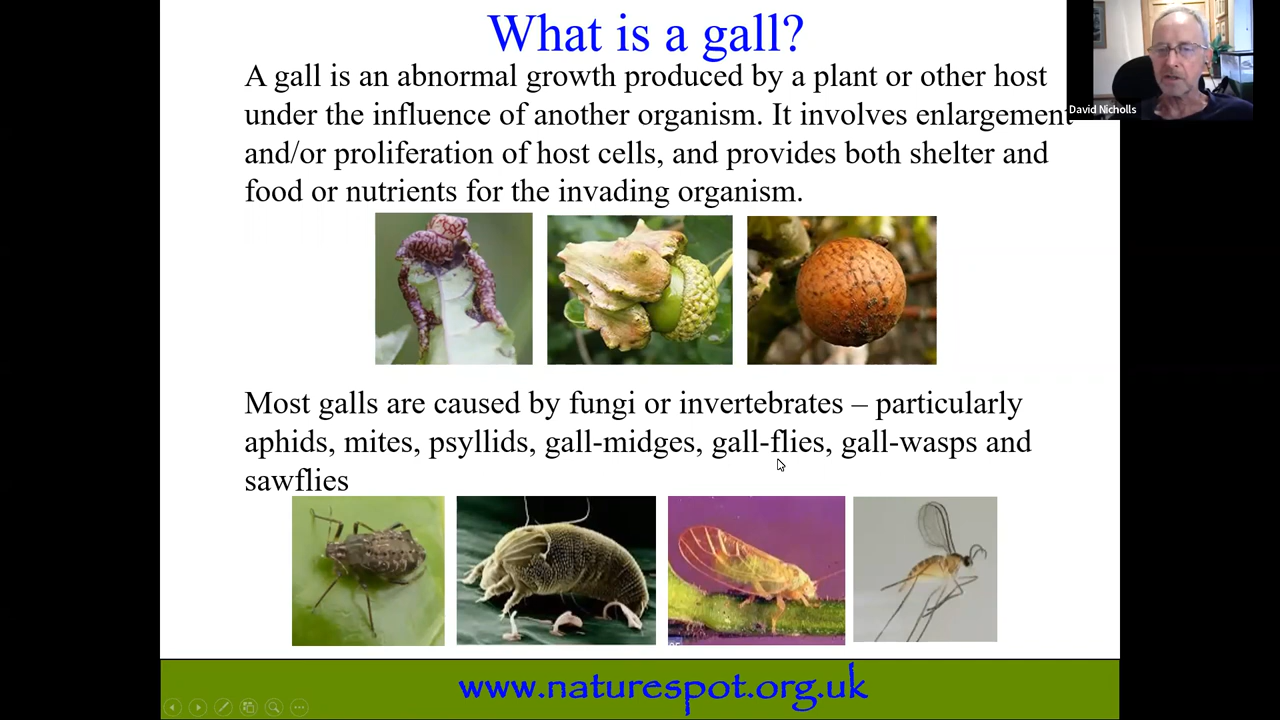 What is a gall?
A gall is an abnormal growth produced by a plant or other host
under the influence of another organism. It involves enlargement
and/or proliferation of host cells, and provides both shelter and
food or nutrients for the invading organism.
David Nicholls
Most galls are caused by fungi or invertebrates – particularly
aphids, mites, psyllids, gall-midges, gall-flies, gall-wasps and
sawflies
www.naturespot.org.uk